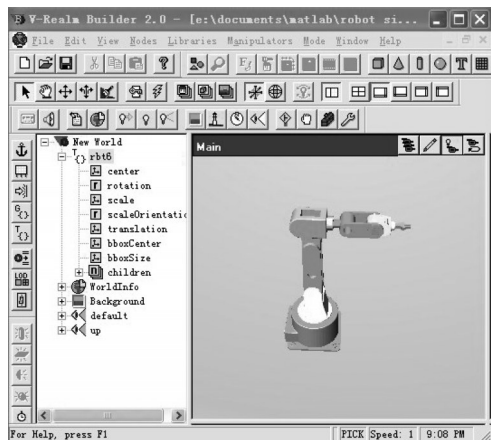 V-Realm Builder 2.0 - [e:\documents\matlab\robot si...
File Edit View Nodes Libraries Manipulators Mode Window Help
New World
rbt6
center
rotation
scale
scaleOrientatic
translation
bboxCenter
bboxSize
children
WorldInfo
Background
default
up
Main
LOD
For Help, press F1
PICK Speed: 1 9:08 PM